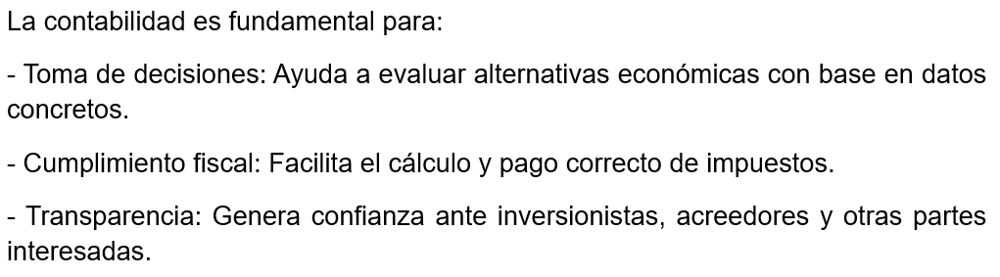 La contabilidad es fundamental para:
- Toma de decisiones: Ayuda a evaluar alternativas económicas con base en datos
concretos.
- Cumplimiento fiscal: Facilita el cálculo y pago correcto de impuestos.
- Transparencia: Genera confianza ante inversionistas, acreedores y otras partes
interesadas.